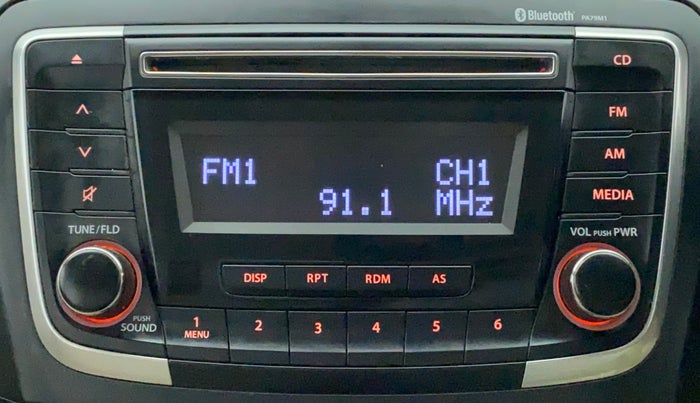 Bluetooth® PA79M1
CD
FM
AM
MEDIA
FM1 CH1
91.1 MHz
TUNE/FLD
VOL PUSH PWR
DISP RPT RDM AS
PUSH
SOUND
1 2 3 4 5 6
MENU